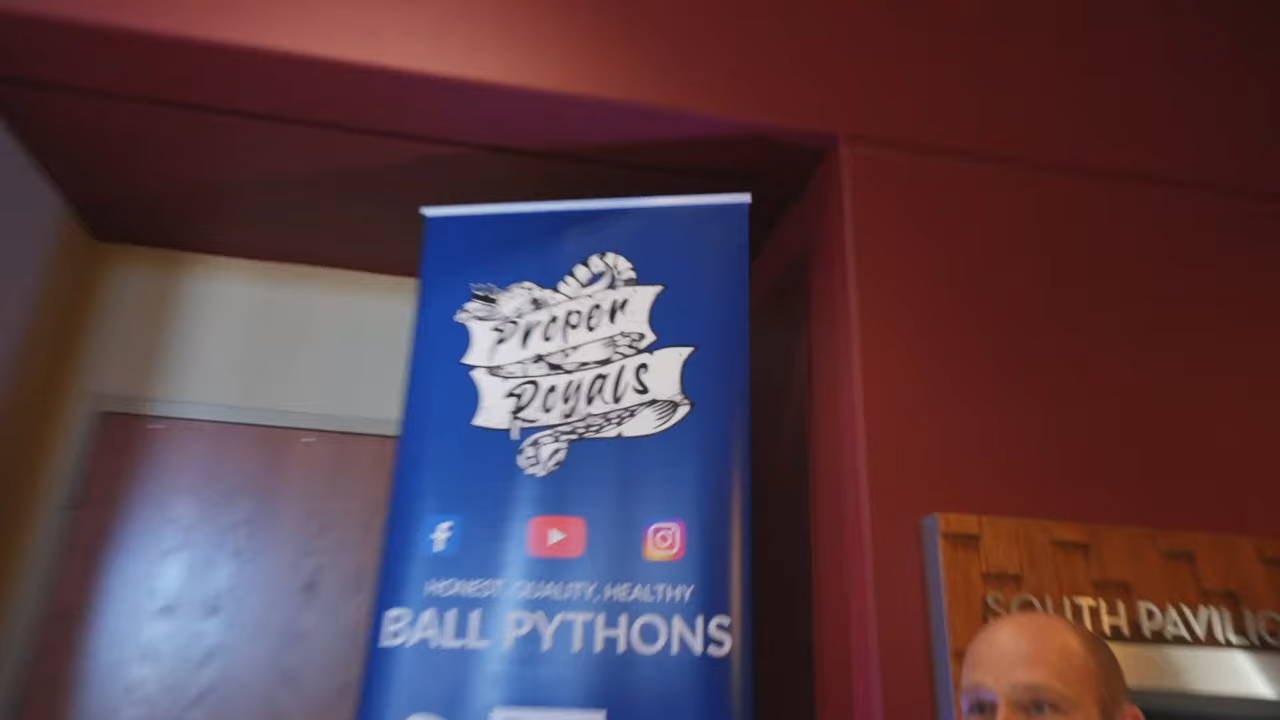 Proper
Royals
HONEST, QUALITY, HEALTHY
BALL PYTHONS
SOUTH PAVILIO